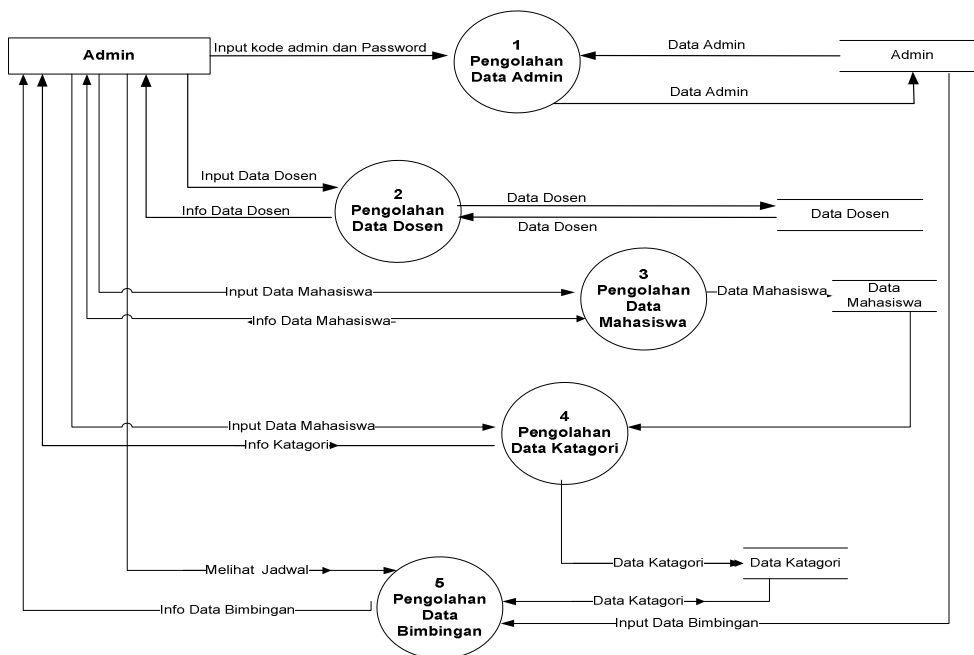 Admin
Input kode admin dan Password
1
Pengolahan
Data Admin
Data Admin
Admin
Data Admin
Input Data Dosen
Info Data Dosen
2
Pengolahan
Data Dosen
Data Dosen
Data Dosen
Data Dosen
Input Data Mahasiswa
Info Data Mahasiswa
3
Pengolahan
Data
Mahasiswa
Data Mahasiswa
Data
Mahasiswa
Input Data Mahasiswa
Info Katagori
4
Pengolahan
Data Katagori
Data Katagori
Data Katagori
Data Katagori
Melihat Jadwal
Info Data Bimbingan
5
Pengolahan
Data
Bimbingan
Input Data Bimbingan